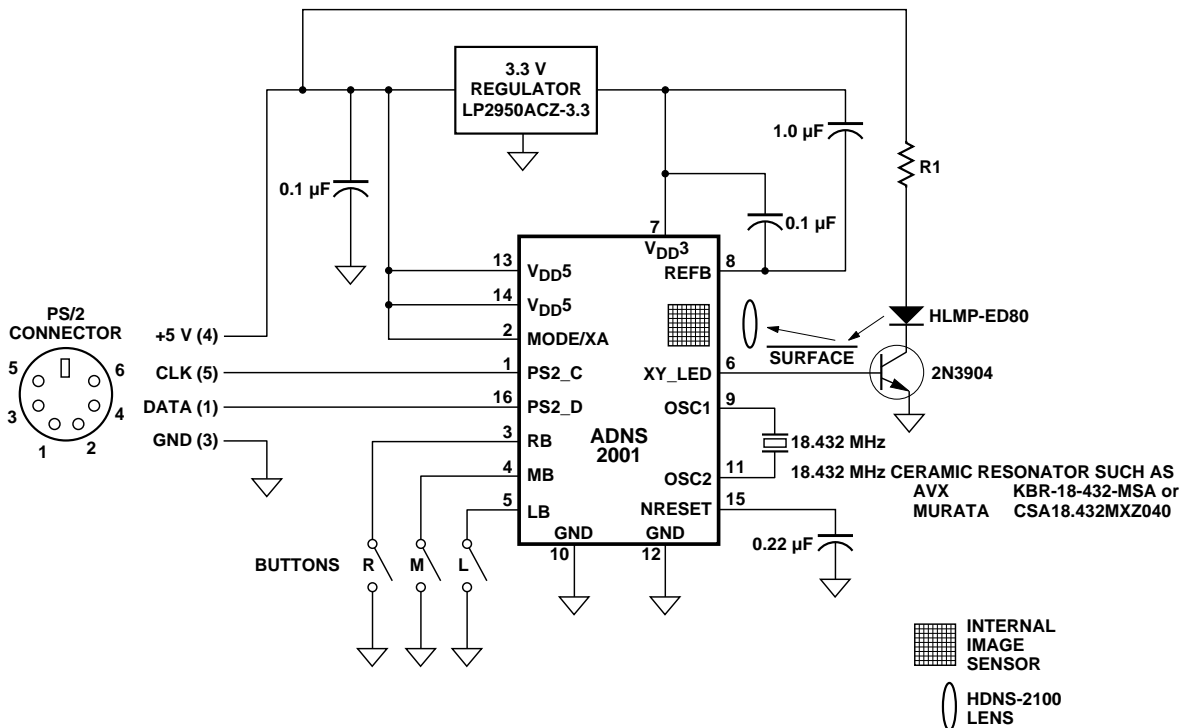 3.3 V
REGULATOR
LP2950ACZ-3.3
1.0 µF
R1
0.1 µF
0.1 µF
7
VDD3
13
VDD5
REFB
8
14
VDD5
PS/2
CONNECTOR
+5 V (4)
2
MODE/XA
HLMP-ED80
SURFACE
5
6
CLK (5)
1
PS2_C
XY_LED
6
2N3904
3
4
DATA (1)
16
PS2_D
OSC1
9
1
2
GND (3)
3
RB
ADNS
2001
18.432 MHz
4
MB
OSC2
11
18.432 MHz CERAMIC RESONATOR SUCH AS
AVX KBR-18-432-MSA or
MURATA CSA18.432MXZ040
5
LB
NRESET
15
GND
GND
10
12
0.22 µF
BUTTONS R M L
INTERNAL
IMAGE
SENSOR
HDNS-2100
LENS